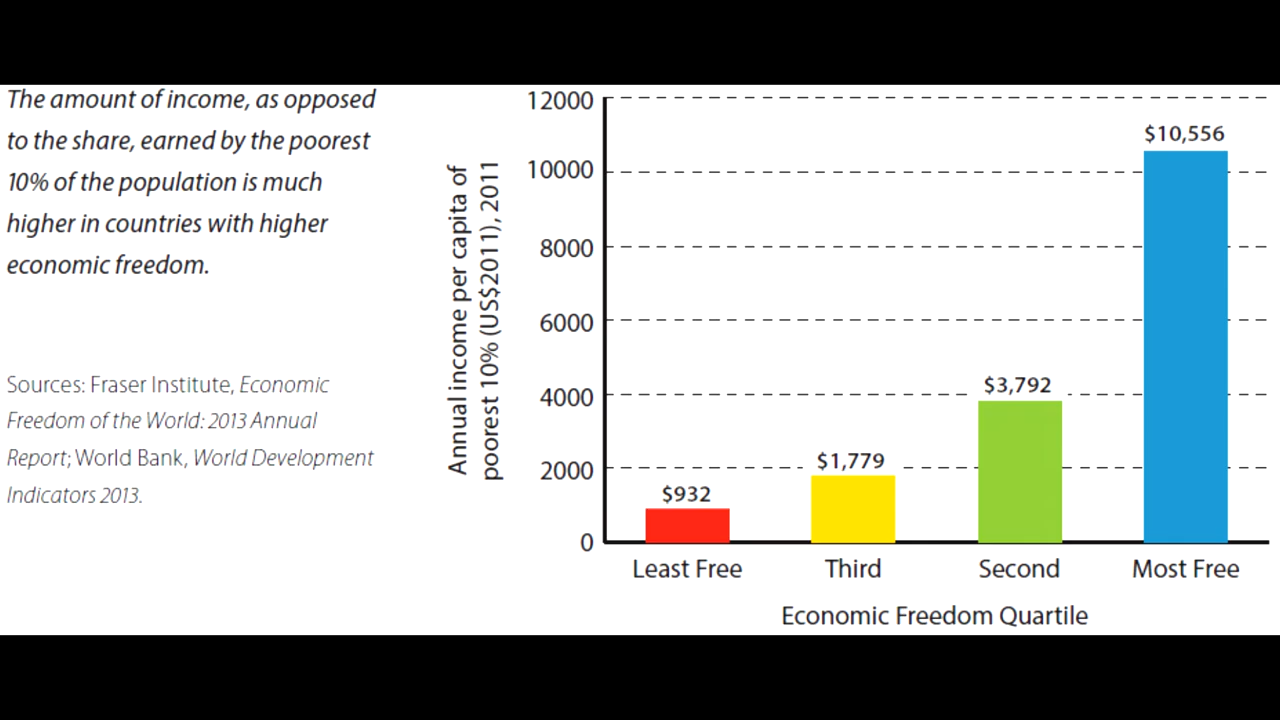 The amount of income, as opposed
to the share, earned by the poorest
10% of the population is much
higher in countries with higher
economic freedom.
Sources: Fraser Institute, Economic
Freedom of the World: 2013 Annual
Report; World Bank, World Development
Indicators 2013.
Annual income per capita of
poorest 10% (US$2011), 2011
12000
10000
8000
6000
4000
2000
0
$932
$1,779
$3,792
$10,556
Least Free
Third
Second
Most Free
Economic Freedom Quartile